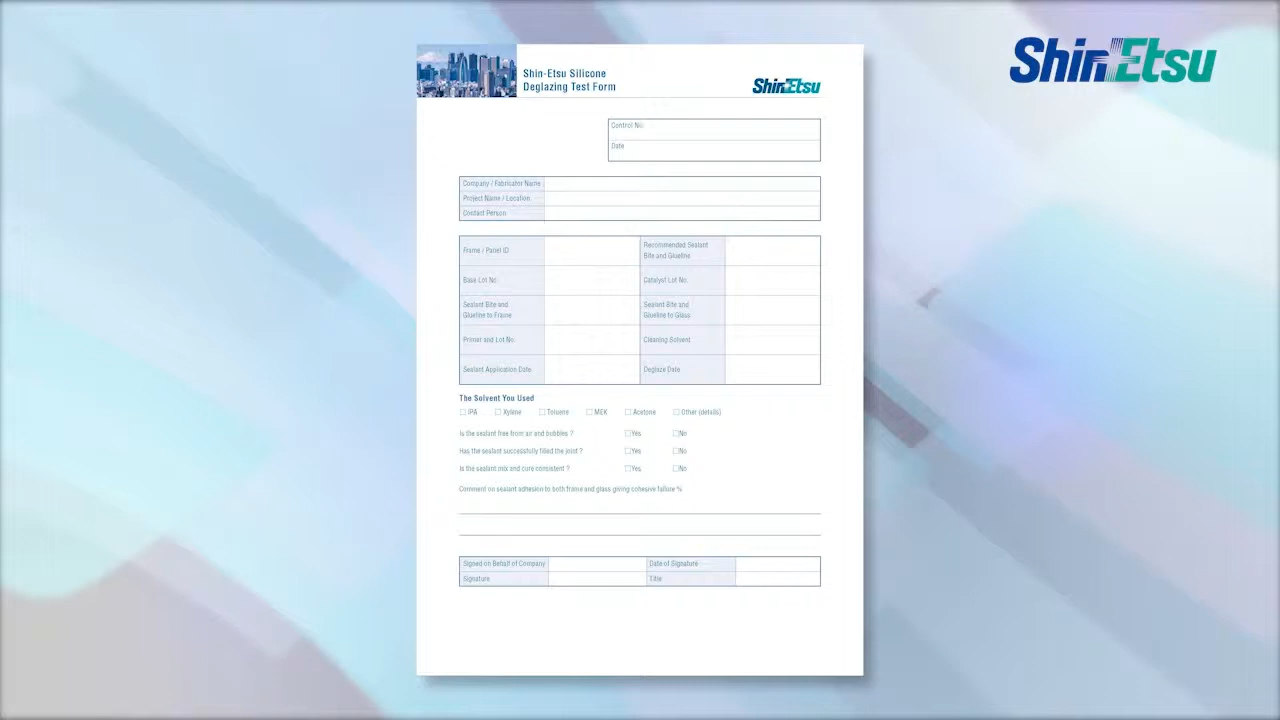 Shin-Etsu
Shin-Etsu Silicone
Deglazing Test Form
Shin-Etsu
Control No.
Date
Company / Fabricator Name
Project Name / Location
Contact Person
Frame / Panel ID
Recommended Sealant
Bite and Glueline
Base Lot No.
Catalyst Lot No.
Sealant Bite and
Glueline to Frame
Sealant Bite and
Glueline to Glass
Primer and Lot No.
Cleaning Solvent
Sealant Application Date
Deglaze Date
The Solvent You Used
□ IPA □ Xylene □ Toluene □ MEK □ Acetone □ Other (details)
Is the sealant free from air and bubbles ? □Yes □No
Has the sealant successfully filled the joint ? □Yes □No
Is the sealant mix and cure consistent ? □Yes □No
Comment no sealant adhesion to both frame and glass giving cohesive failure %
Signed on Behalf of Company
Date of Signature
Signature
Title